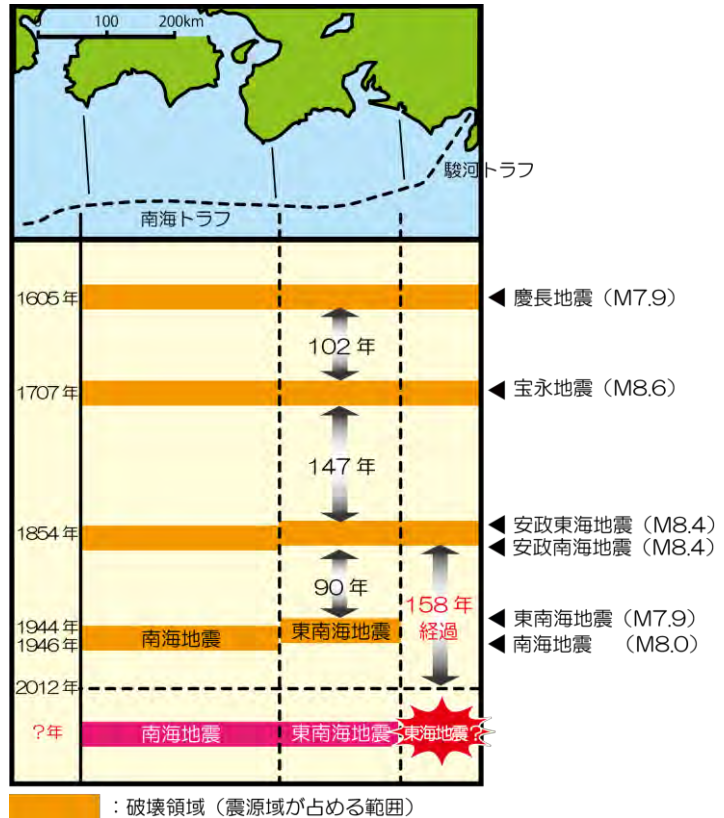 0 100 200km
駿河トラフ
南海トラフ
1605年
慶長地震(M7.9)
102年
1707年
宝永地震(M8.6)
147年
1854年
安政東海地震(M8.4)
安政南海地震(M8.4)
90年
158年
経過
1944年
東南海地震
東南海地震(M7.9)
1946年
南海地震
南海地震 (M8.0)
2012年
?年
南海地震
東南海地震
東海地震?
:破壊領域(震源域が占める範囲)